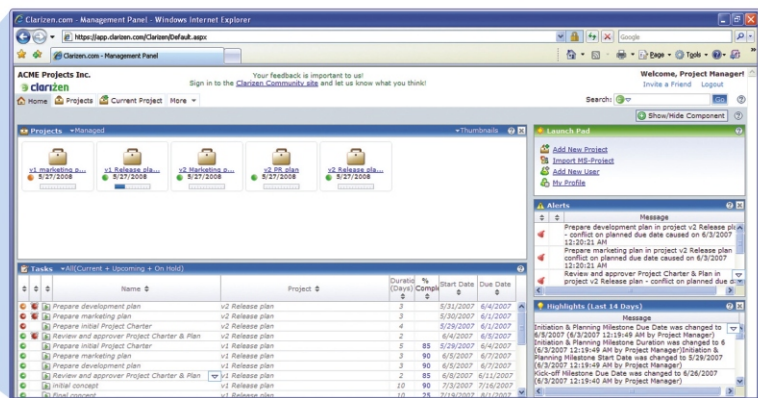 Clarizen.com - Management Panel - Windows Internet Explorer
https://app.clarizen.com/Clarizen/Default.aspx
Google
Clarizen.com - Management Panel
Page
Tools
ACME Projects Inc.
Your feedback is important to us!
Welcome, Project Manager!
clarizen
Sign in to the Clarizen Community site and let us know what you think!
Invite a Friend Logout
Home Projects Current Project More
Search:
Go
Show/Hide Component
Projects Managed
Thumbnails
v1 marketing p... v1 Release pla... v2 Marketing p... v2 PR plan v2 Release pla...
5/27/2008 5/27/2008 5/27/2008 5/27/2008 5/27/2008
Launch Pad
Add New Project
Import MS-Project
Add New User
My Profile
Alerts
Message
Prepare development plan in project v2 Release pla
- conflict on planned due date caused on 6/3/2007
12:20:21 AM
Prepare marketing plan in project v2 Release plan
conflict on planned due date caused on 6/3/2007
12:20:21 AM
Review and approver Project Charter & Plan in
project v2 Release plan - conflict on planned due d
Tasks All(Current + Upcoming + On Hold)
Name Project Duratio (Days) % Comple Start Date Due Date
Prepare development plan v2 Release plan 3 5/31/2007 6/4/2007
Prepare marketing plan v2 Release plan 3 5/30/2007 6/1/2007
Prepare initial Project Charter v2 Release plan 4 5/29/2007 6/1/2007
Review and approver Project Charter & Plan v2 Release plan 2 6/4/2007 6/5/2007
Prepare initial Project Charter v1 Release plan 5 85 5/29/2007 6/4/2007
Prepare marketing plan v1 Release plan 3 90 6/5/2007 6/7/2007
Prepare development plan v1 Release plan 3 90 6/5/2007 6/7/2007
Review and approver Project Charter & Plan v1 Release plan 2 85 6/8/2007 6/11/2007
initial concept v1 Release plan 10 90 7/3/2007 7/16/2007
Final concept v1 Release plan 10 25 7/19/2007 8/1/2007
Highlights (Last 14 Days)
Message
Initiation & Planning Milestone Due Date was changed to
6/5/2007 (6/3/2007 12:19:49 AM by Project Manager)
Initiation & Planning Milestone Duration was changed to 6
(6/3/2007 12:19:49 AM by Project Manager)Initiation &
Planning Milestone Start Date was changed to 5/29/2007
(6/3/2007 12:19:49 AM by Project Manager)
Kick-off Milestone Due Date was changed to 6/26/2007
(6/3/2007 12:19:40 AM by Project Manager)